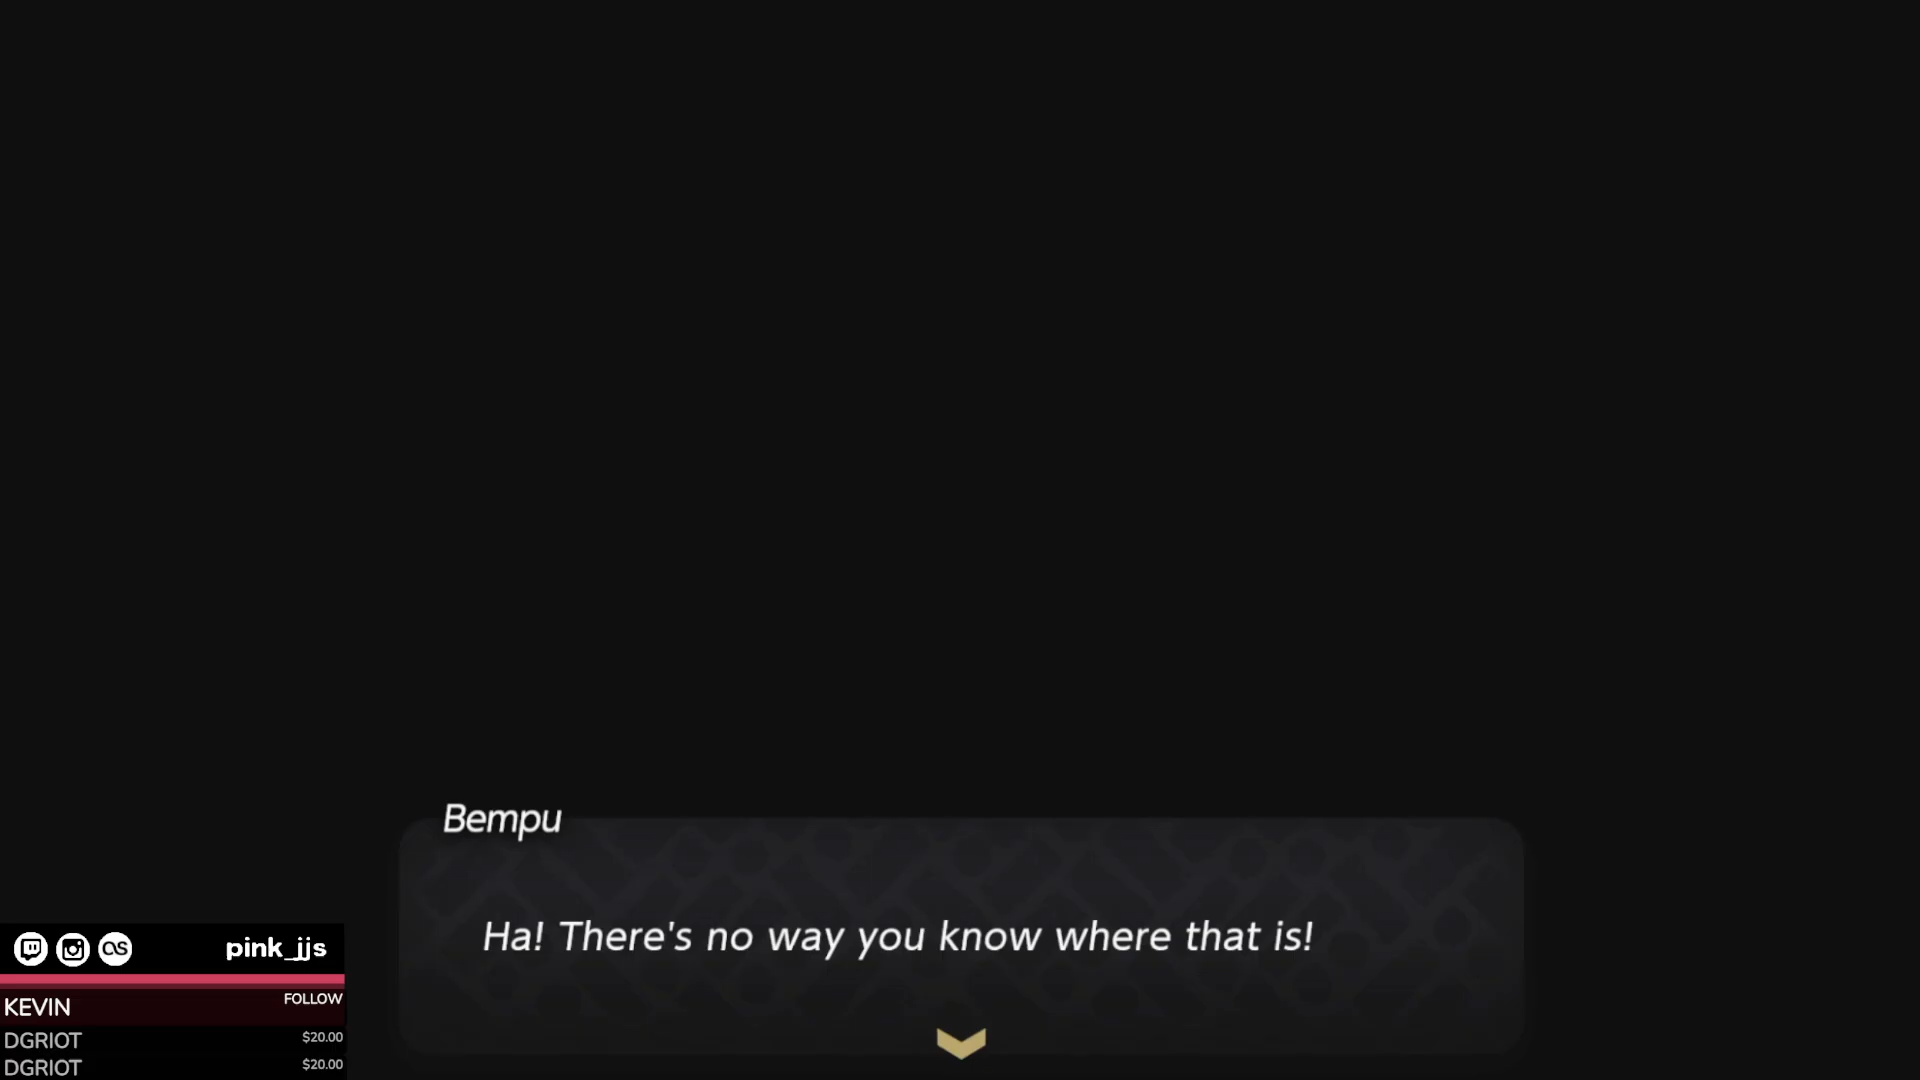 Bempu
Ha! There's no way you know where that is!
pink_jjs
KEVIN FOLLOW
DGRIOT $20.00
DGRIOT $20.00